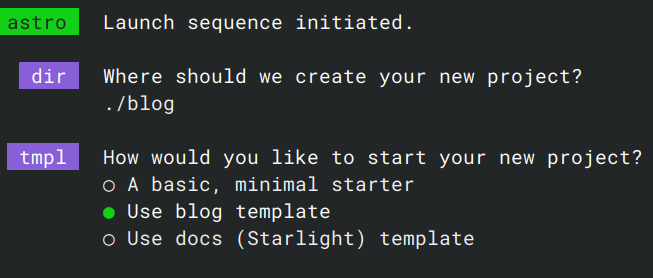 astro Launch sequence initiated.
dir Where should we create your new project?
./blog
tmpl How would you like to start your new project?
○ A basic, minimal starter
● Use blog template
○ Use docs (Starlight) template